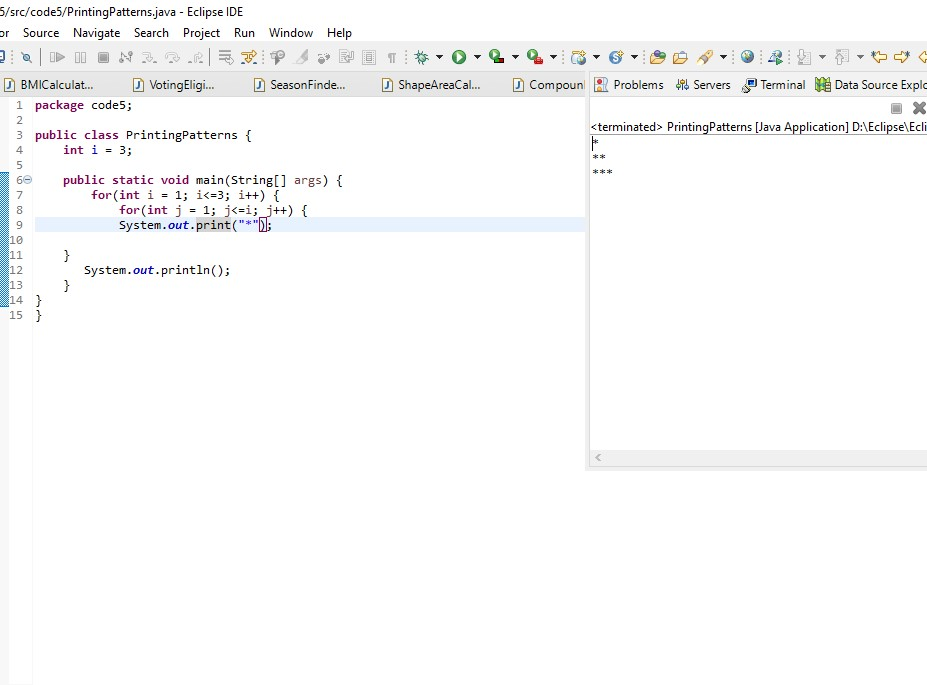 5/src/code5/PrintingPatterns.java - Eclipse IDE
or Source Navigate Search Project Run Window Help
BMICalculat... VotingEligi... SeasonFinde... ShapeAreaCal... Compoun Problems Servers Terminal Data Source Explo
<terminated> PrintingPatterns [Java Application] D:\Eclipse\Ecli
1 package code5;
2
3 public class PrintingPatterns {
4     int i = 3;
5
6     public static void main(String[] args) {
7         for(int i = 1; i<=3; i++) {
8             for(int j = 1; j<=i; j++) {
9             System.out.print("*");
10
11     }
12        System.out.println();
13     }
14 }
15 }
*
**
***